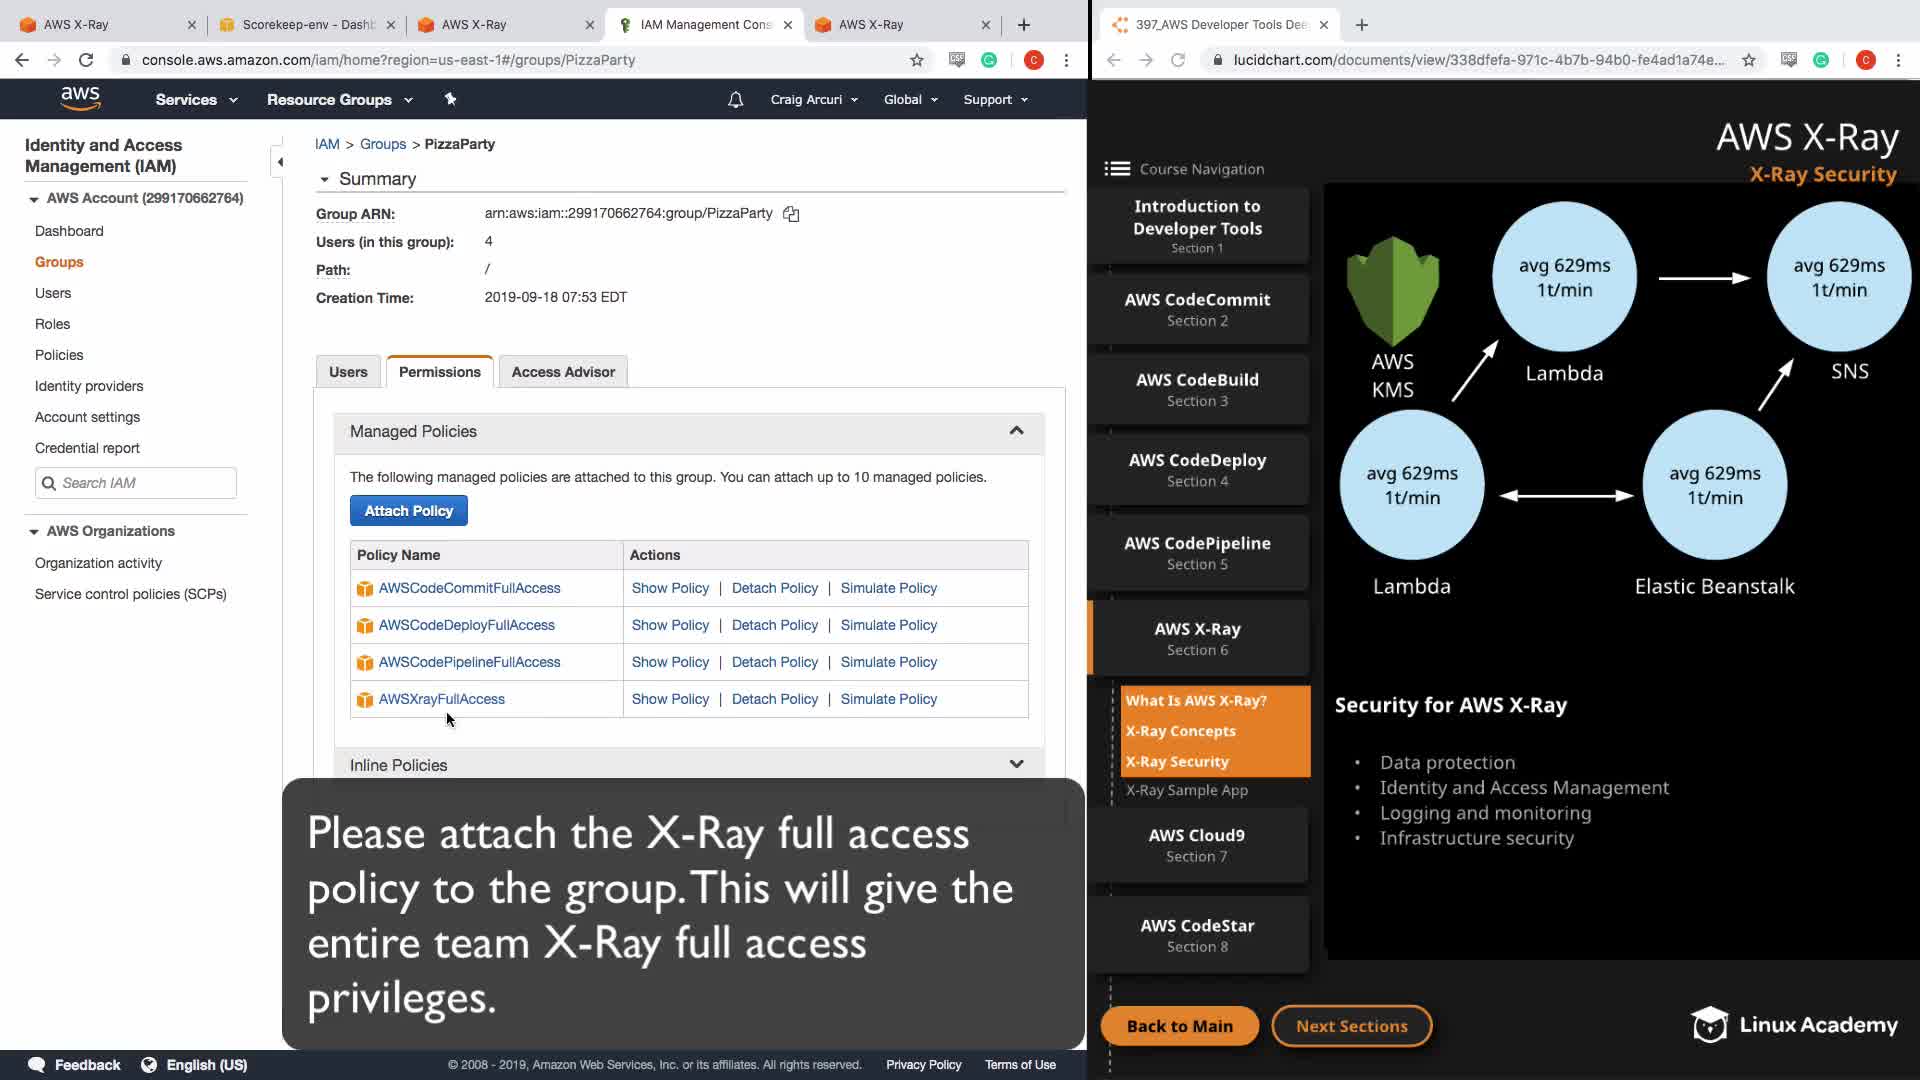 AWS X-Ray
Scorekeep-env - Dashb
AWS X-Ray
IAM Management Cons
AWS X-Ray
397_AWS Developer Tools Dee
console.aws.amazon.com/iam/home?region=us-east-1#/groups/PizzaParty
lucidchart.com/documents/view/338dfefa-971c-4b7b-94b0-fe4ad1a74e...
aws
Services
Resource Groups
Craig Arcuri
Global
Support
Identity and Access
Management (IAM)
AWS Account (299170662764)
Dashboard
Groups
Users
Roles
Policies
Identity providers
Account settings
Credential report
Search IAM
AWS Organizations
Organization activity
Service control policies (SCPs)
IAM > Groups > PizzaParty
Summary
Group ARN: arn:aws:iam::299170662764:group/PizzaParty
Users (in this group): 4
Path: /
Creation Time: 2019-09-18 07:53 EDT
Users
Permissions
Access Advisor
Managed Policies
The following managed policies are attached to this group. You can attach up to 10 managed policies.
Attach Policy
Policy Name Actions
AWSCodeCommitFullAccess Show Policy | Detach Policy | Simulate Policy
AWSCodeDeployFullAccess Show Policy | Detach Policy | Simulate Policy
AWSCodePipelineFullAccess Show Policy | Detach Policy | Simulate Policy
AWSXrayFullAccess Show Policy | Detach Policy | Simulate Policy
Inline Policies
Please attach the X-Ray full access
policy to the group. This will give the
entire team X-Ray full access
privileges.
Feedback
English (US)
© 2008 - 2019, Amazon Web Services, Inc. or its affiliates. All rights reserved.
Privacy Policy
Terms of Use
AWS X-Ray
X-Ray Security
Course Navigation
Introduction to
Developer Tools
Section 1
AWS CodeCommit
Section 2
AWS CodeBuild
Section 3
AWS CodeDeploy
Section 4
AWS CodePipeline
Section 5
AWS X-Ray
Section 6
What Is AWS X-Ray?
X-Ray Concepts
X-Ray Security
X-Ray Sample App
AWS Cloud9
Section 7
AWS CodeStar
Section 8
Back to Main
Next Sections
AWS
KMS
avg 629ms
1t/min
Lambda
avg 629ms
1t/min
SNS
avg 629ms
1t/min
Lambda
avg 629ms
1t/min
Elastic Beanstalk
Security for AWS X-Ray
• Data protection
• Identity and Access Management
• Logging and monitoring
• Infrastructure security
Linux Academy